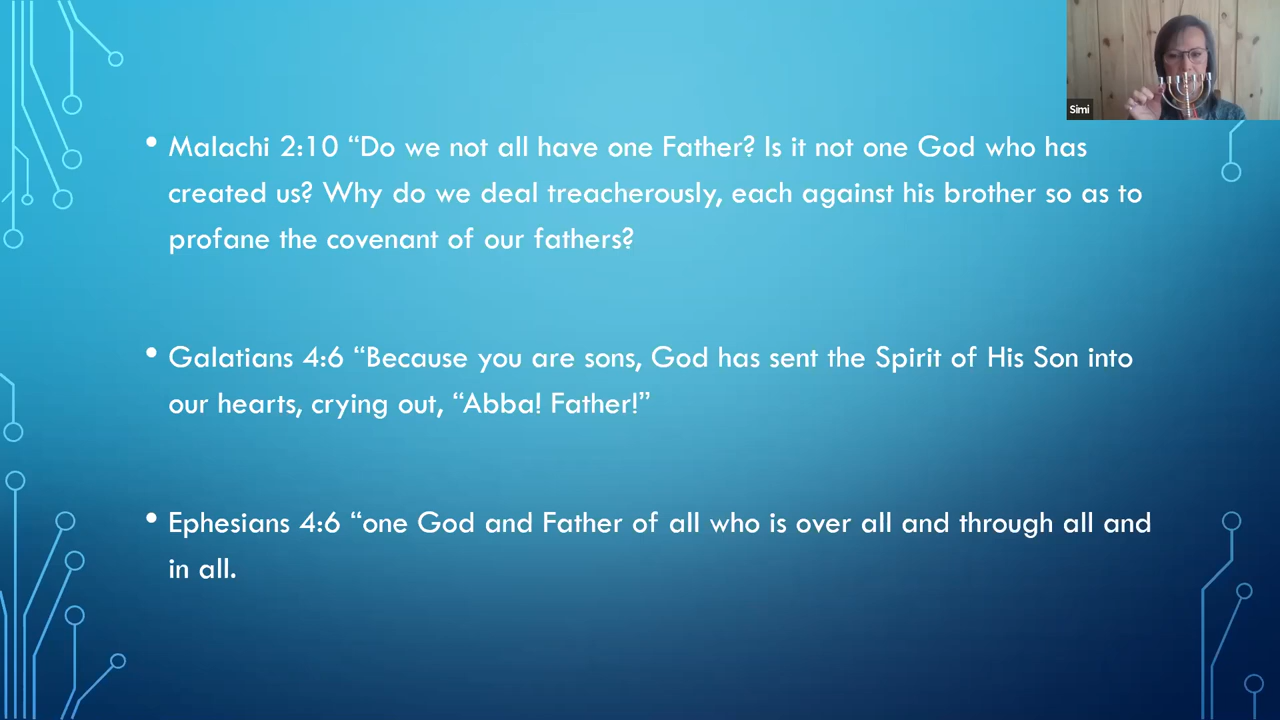 Simi
• Malachi 2:10 “Do we not all have one Father? Is it not one God who has
created us? Why do we deal treacherously, each against his brother so as to
profane the covenant of our fathers?
• Galatians 4:6 “Because you are sons, God has sent the Spirit of His Son into
our hearts, crying out, “Abba! Father!”
• Ephesians 4:6 “one God and Father of all who is over all and through all and
in all.